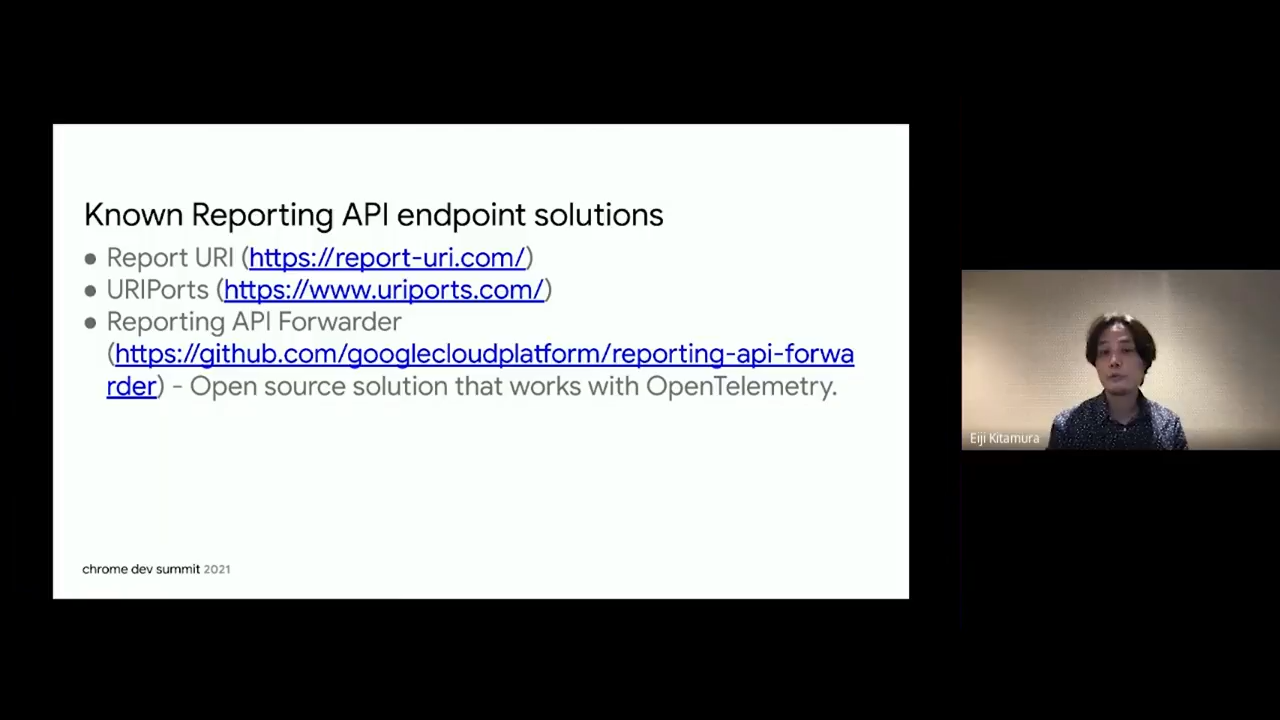 Known Reporting API endpoint solutions
● Report URI (https://report-uri.com/)
● URIPorts (https://www.uriports.com/)
● Reporting API Forwarder
(https://github.com/googlecloudplatform/reporting-api-forwa
rder) - Open source solution that works with OpenTelemetry.
Eiji Kitamura
chrome dev summit 2021